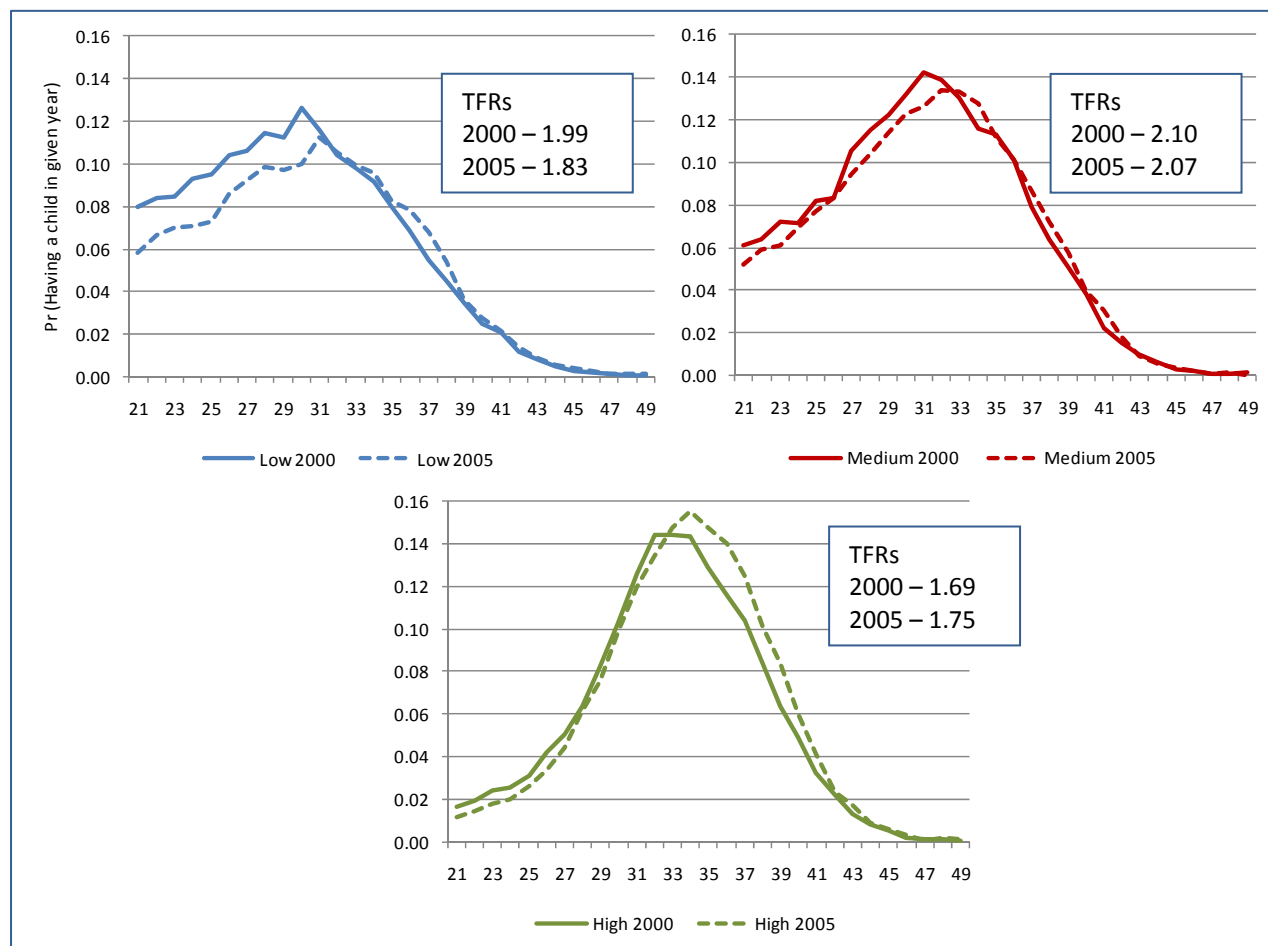 0.16
0.14
0.12
0.10
0.08
0.06
0.04
0.02
0.00
Pr (Having a child in given year)
TFRs
2000 – 1.99
2005 – 1.83
21 23 25 27 29 31 33 35 37 39 41 43 45 47 49
Low 2000 Low 2005
0.16
0.14
0.12
0.10
0.08
0.06
0.04
0.02
0.00
TFRs
2000 – 2.10
2005 – 2.07
21 23 25 27 29 31 33 35 37 39 41 43 45 47 49
Medium 2000 Medium 2005
0.16
0.14
0.12
0.10
0.08
0.06
0.04
0.02
0.00
TFRs
2000 – 1.69
2005 – 1.75
21 23 25 27 29 31 33 35 37 39 41 43 45 47 49
High 2000 High 2005